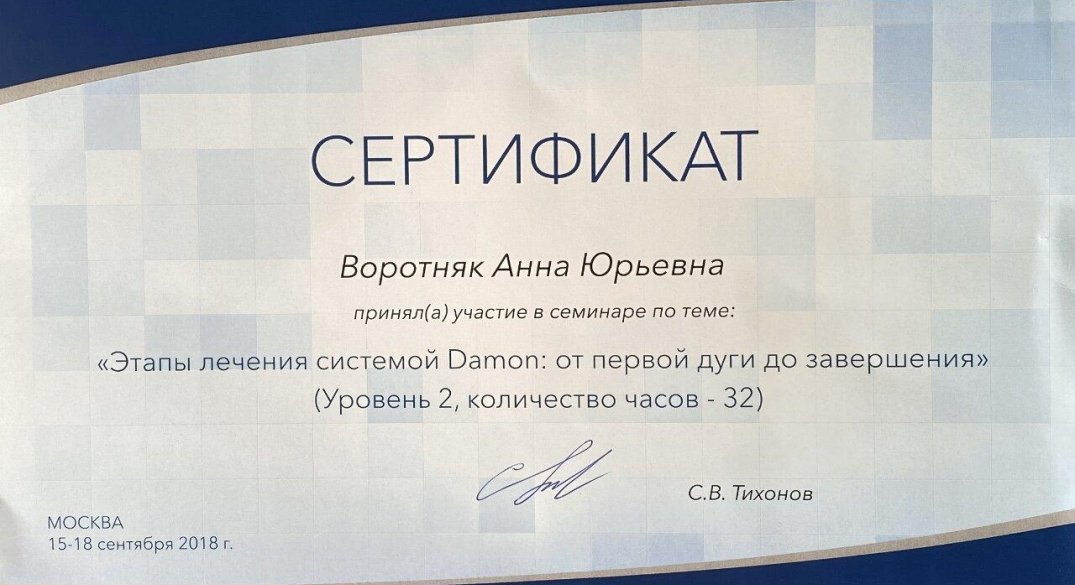 СЕРТИФИКАТ
Воротняк Анна Юрьевна
принял(а) участие в семинаре по теме:
«Этапы лечения системой Damon: от первой дуги до завершения»
(Уровень 2, количество часов - 32)
С.В. Тихонов
МОСКВА
15-18 сентября 2018 г.